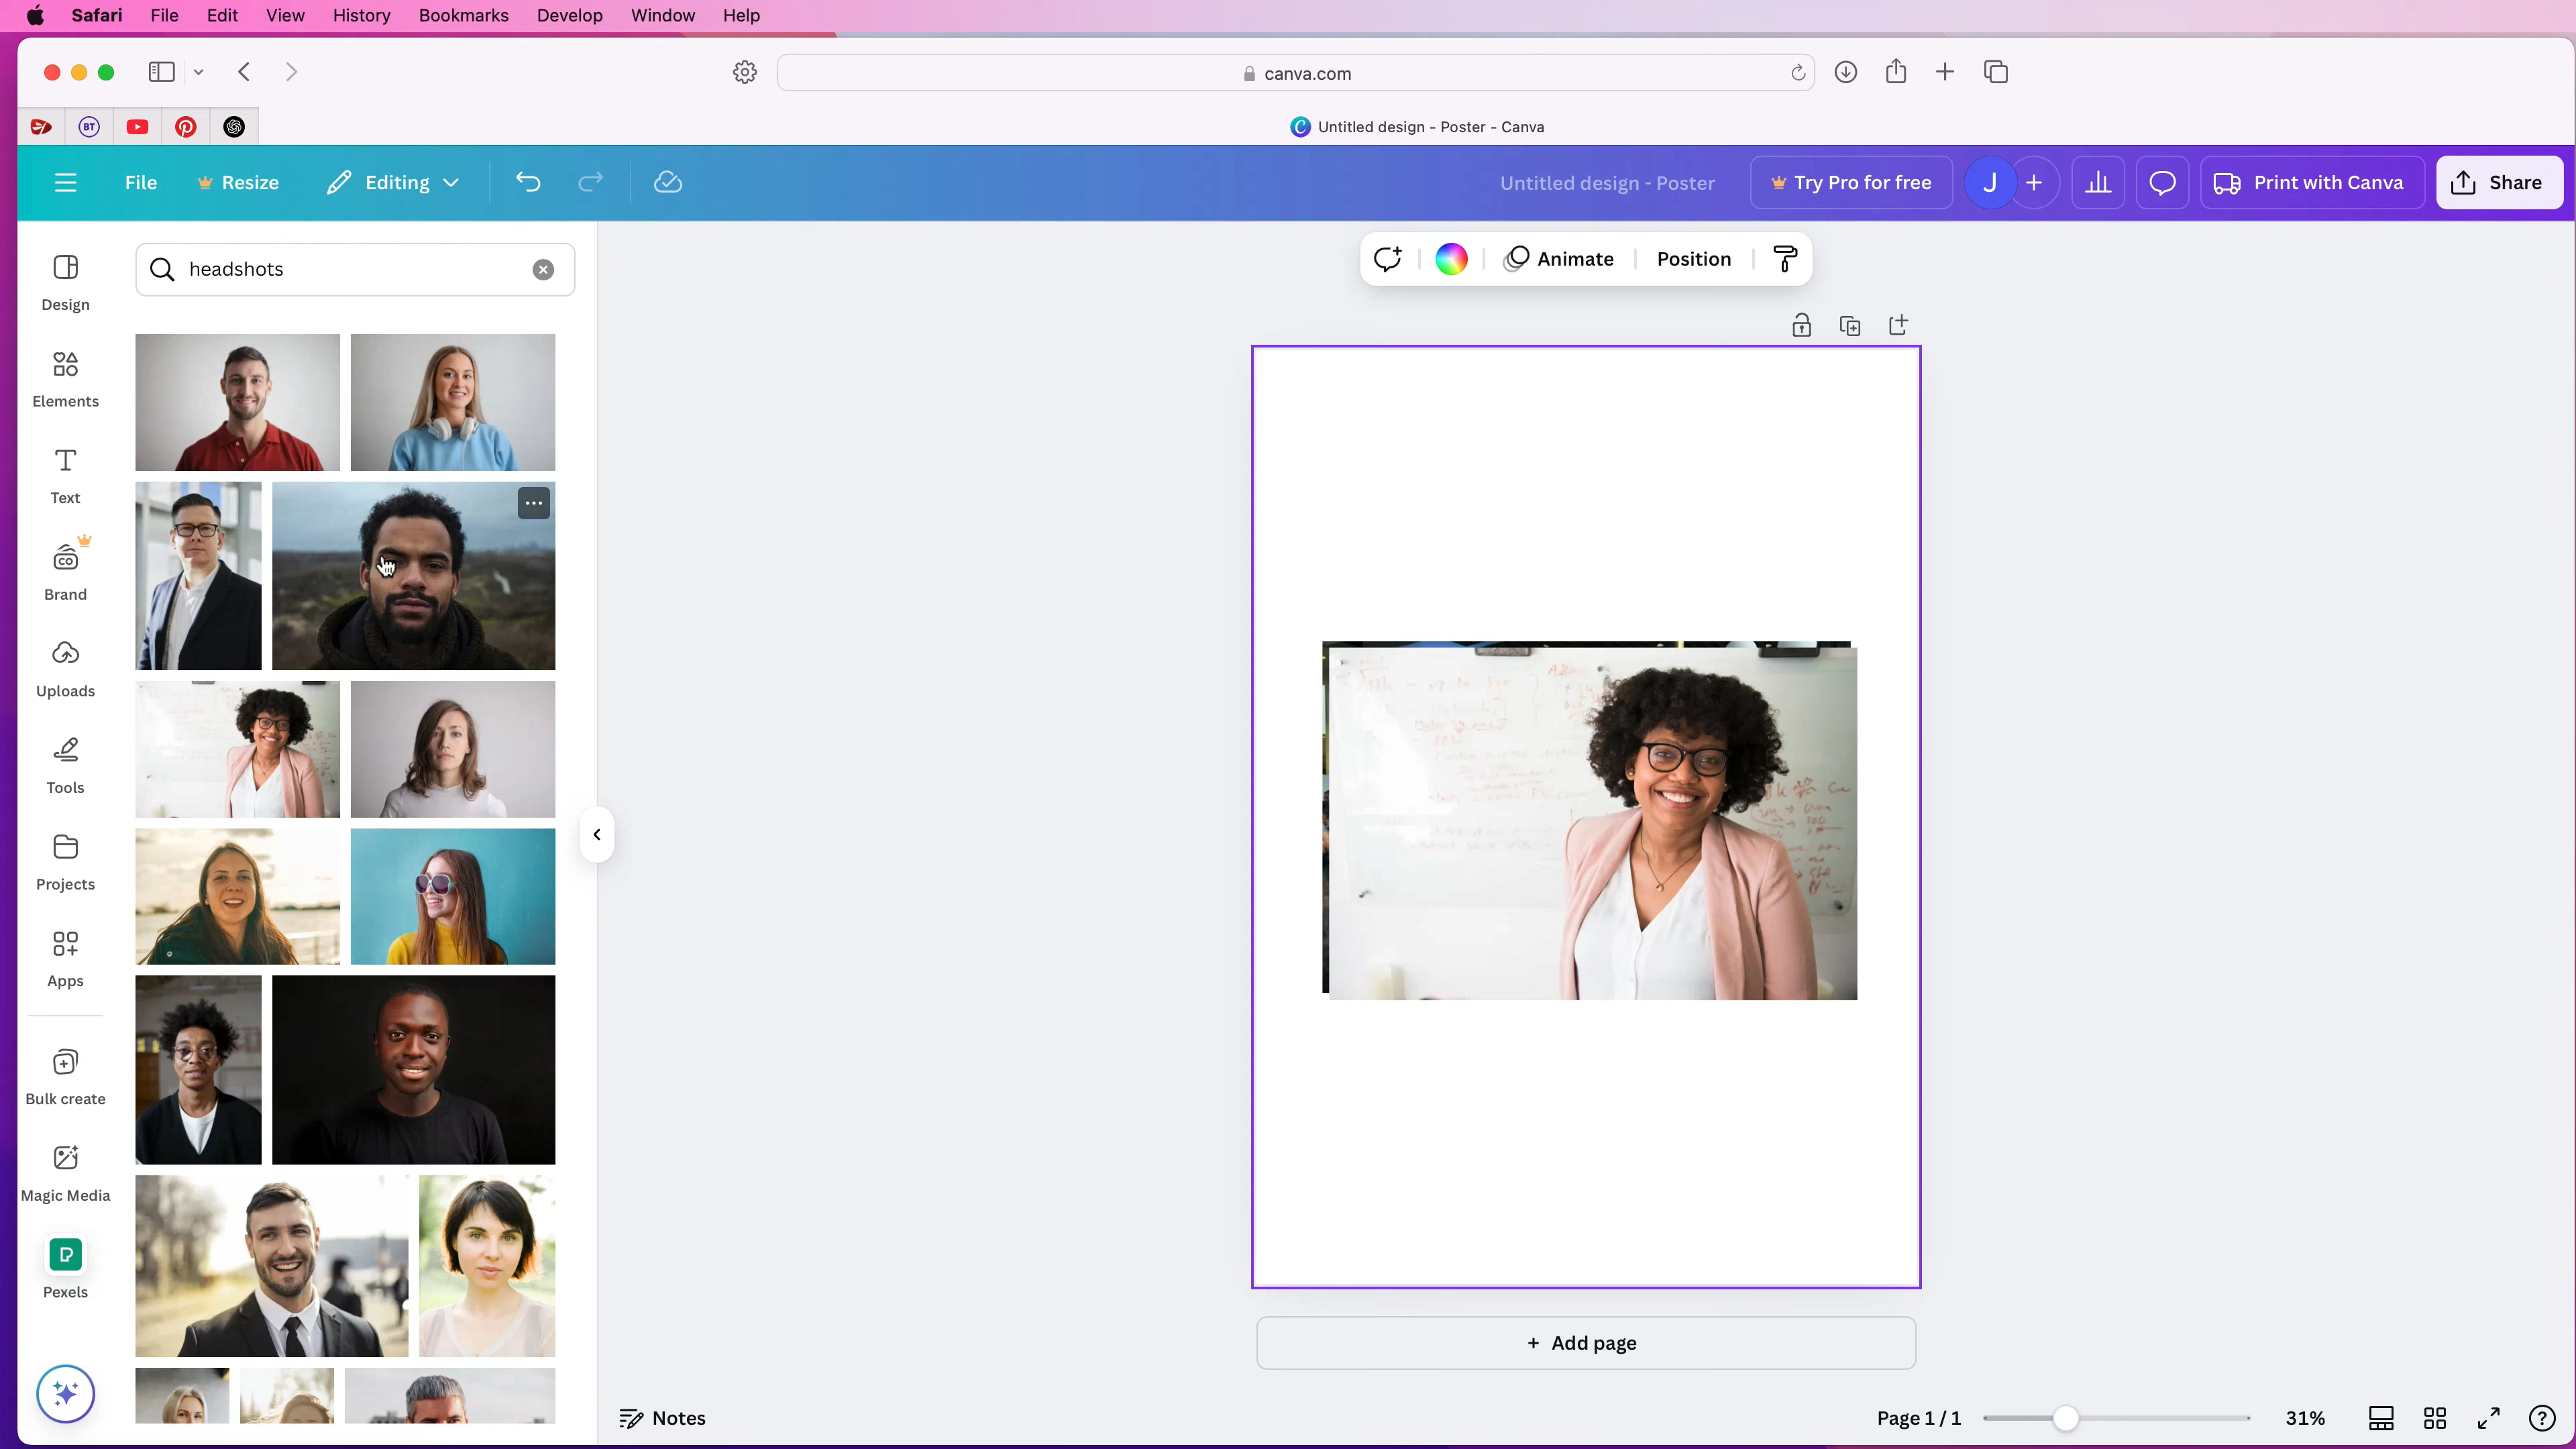 Safari File Edit View History Bookmarks Develop Window Help
canva.com
BT
Untitled design - Poster - Canva
File Resize Editing Untitled design - Poster Try Pro for free J + Print with Canva Share
headshots
Animate Position
Design
Elements
Text
Brand
Uploads
Tools
Projects
Apps
Bulk create
Magic Media
Pexels
+ Add page
Notes
Page 1 / 1
31%